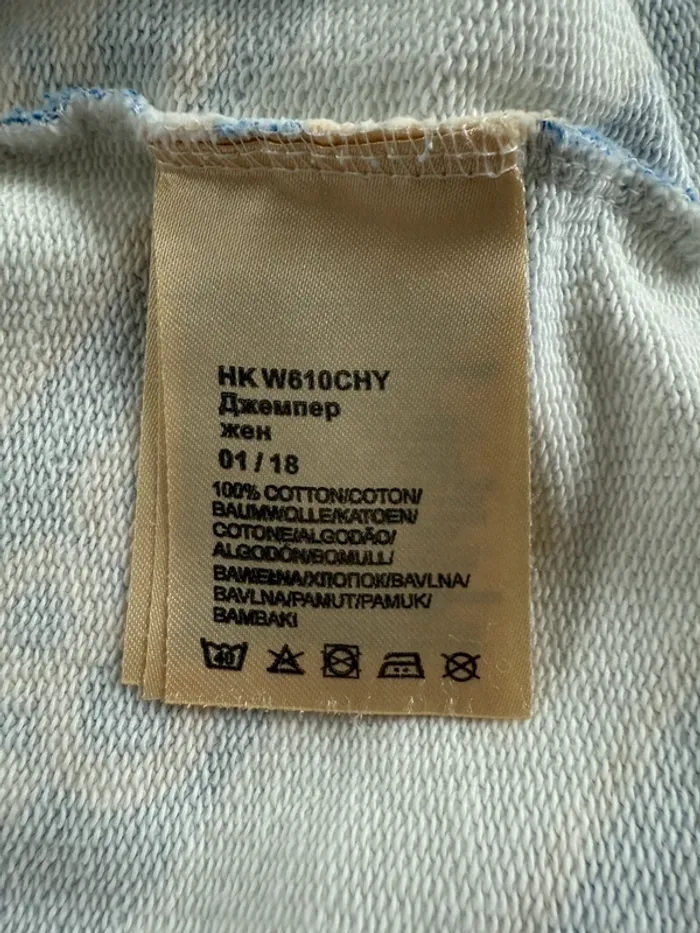 HK W610CHY
Джемпер
жен
01 / 18
100% COTTON/COTON/
BAUMWOLLE/KATOEN/
COTONE/ALGODÃO/
ALGODÓN/BOMULL/
BAWEŁNA/ХЛОПОК/BAVLNA/
BAVLNA/PAMUT/PAMUK/
BAMBAKI
40